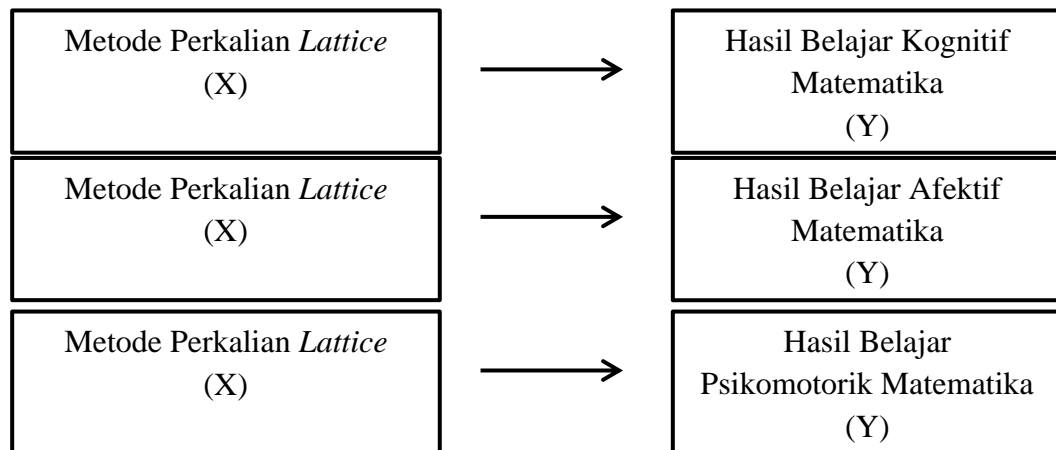 Metode Perkalian Lattice
(X)
Hasil Belajar Kognitif
Matematika
(Y)
Metode Perkalian Lattice
(X)
Hasil Belajar Afektif
Matematika
(Y)
Metode Perkalian Lattice
(X)
Hasil Belajar
Psikomotorik Matematika
(Y)